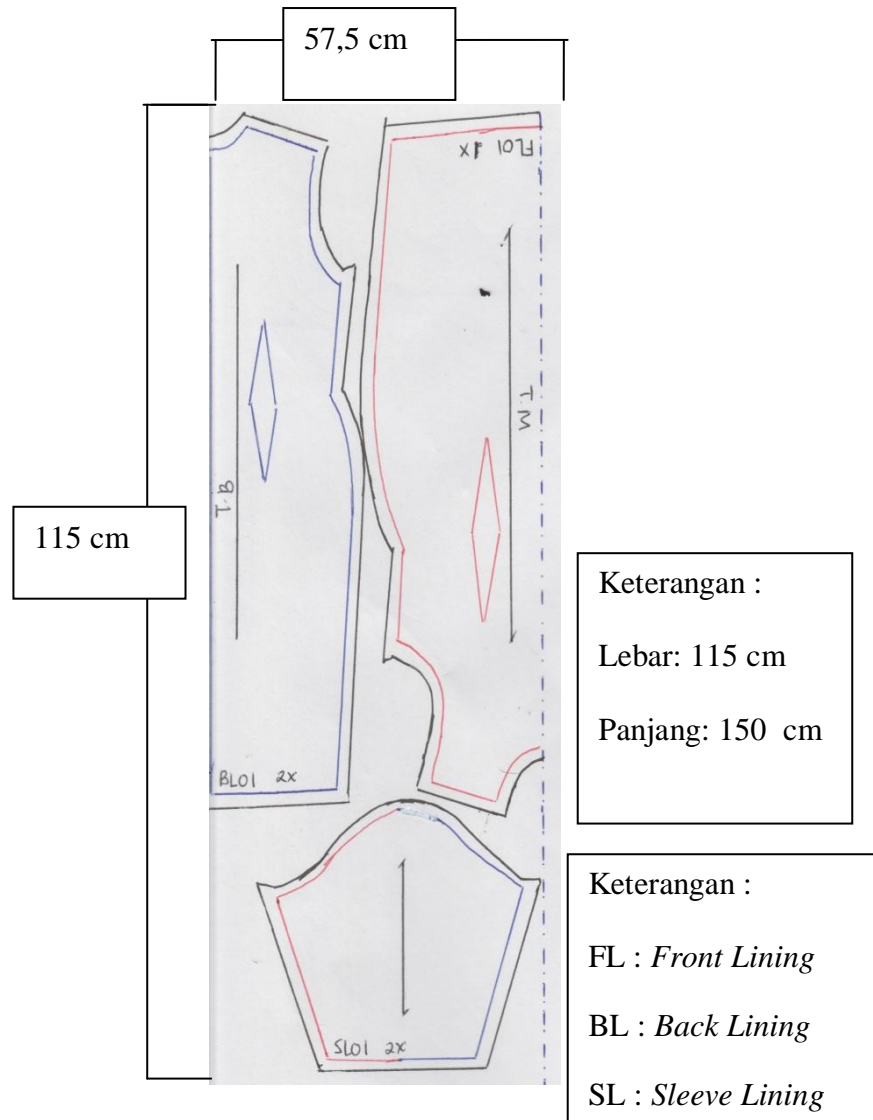 57,5 cm
FL01 1X
T.M
T.B
115 cm
Keterangan :
Lebar: 115 cm
Panjang: 150 cm
BL01 2x
Keterangan :
FL : Front Lining
BL : Back Lining
SL : Sleeve Lining
SL01 2x